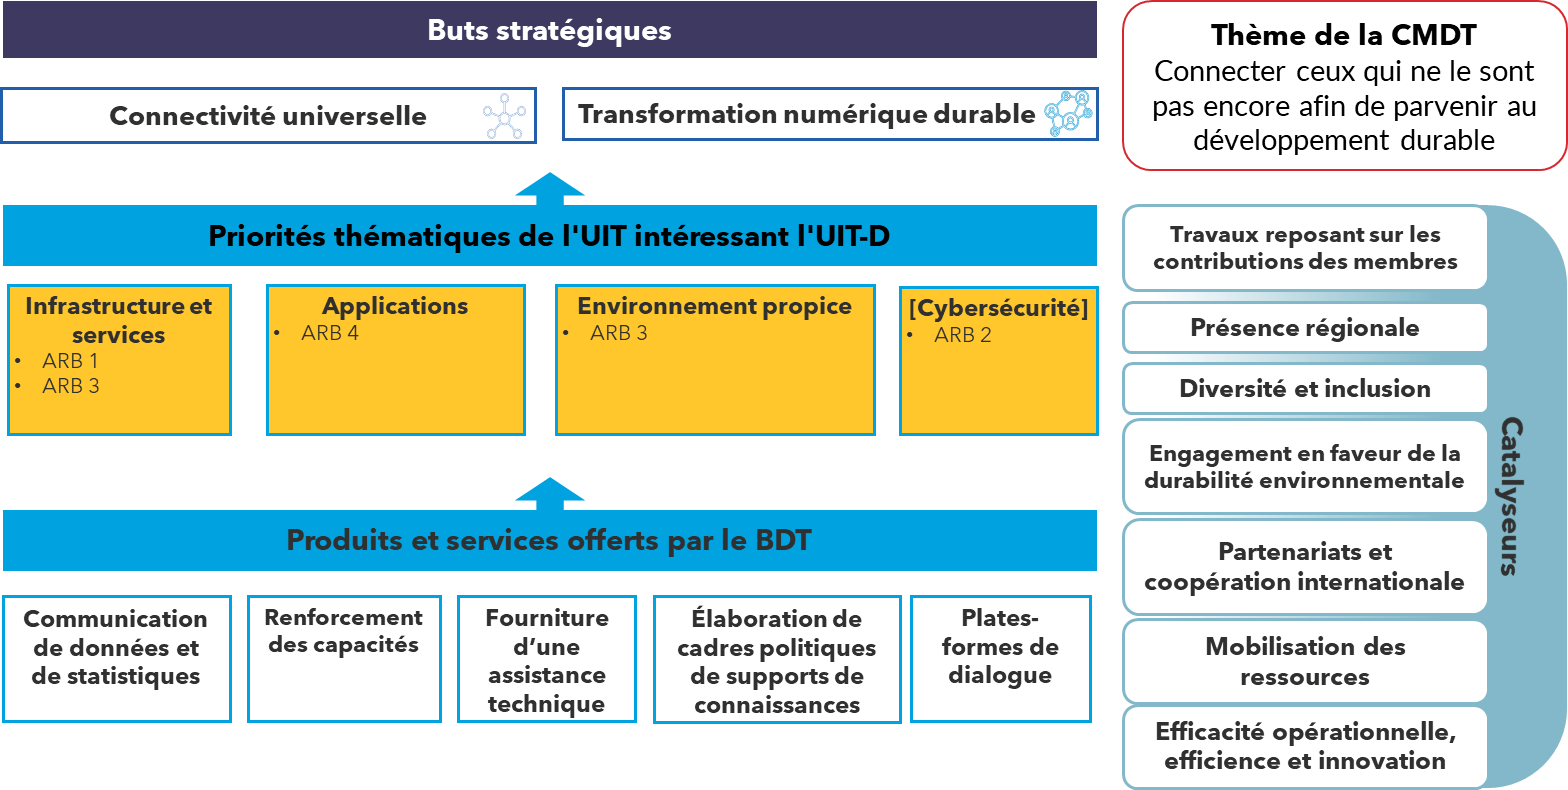 Buts stratégiques
Connectivité universelle
Transformation numérique durable
Thème de la CMDT
Connecter ceux qui ne le sont
pas encore afin de parvenir au
développement durable
Priorités thématiques de l'UIT intéressant l'UIT-D
Infrastructure et
services
• ARB 1
• ARB 3
Applications
• ARB 4
Environnement propice
• ARB 3
[Cybersécurité]
• ARB 2
Produits et services offerts par le BDT
Communication
de données et
de statistiques
Renforcement
des capacités
Fourniture
d’une
assistance
technique
Élaboration de
cadres politiques
de supports de
connaissances
Plates-
formes de
dialogue
Travaux reposant sur les
contributions des membres
Présence régionale
Diversité et inclusion
Engagement en faveur de la
durabilité environnementale
Partenariats et
coopération internationale
Mobilisation des
ressources
Efficacité opérationnelle,
efficience et innovation
Catalyseurs